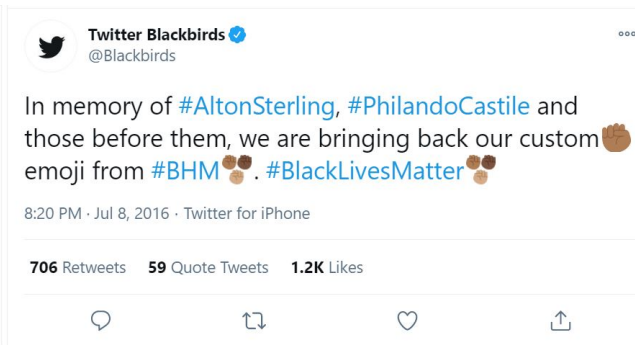 Twitter Blackbirds
@Blackbirds
In memory of #AltonSterling, #PhilandoCastile and
those before them, we are bringing back our custom✊🏾
emoji from #BHM. #BlackLivesMatter
8:20 PM · Jul 8, 2016 · Twitter for iPhone
706 Retweets 59 Quote Tweets 1.2K Likes